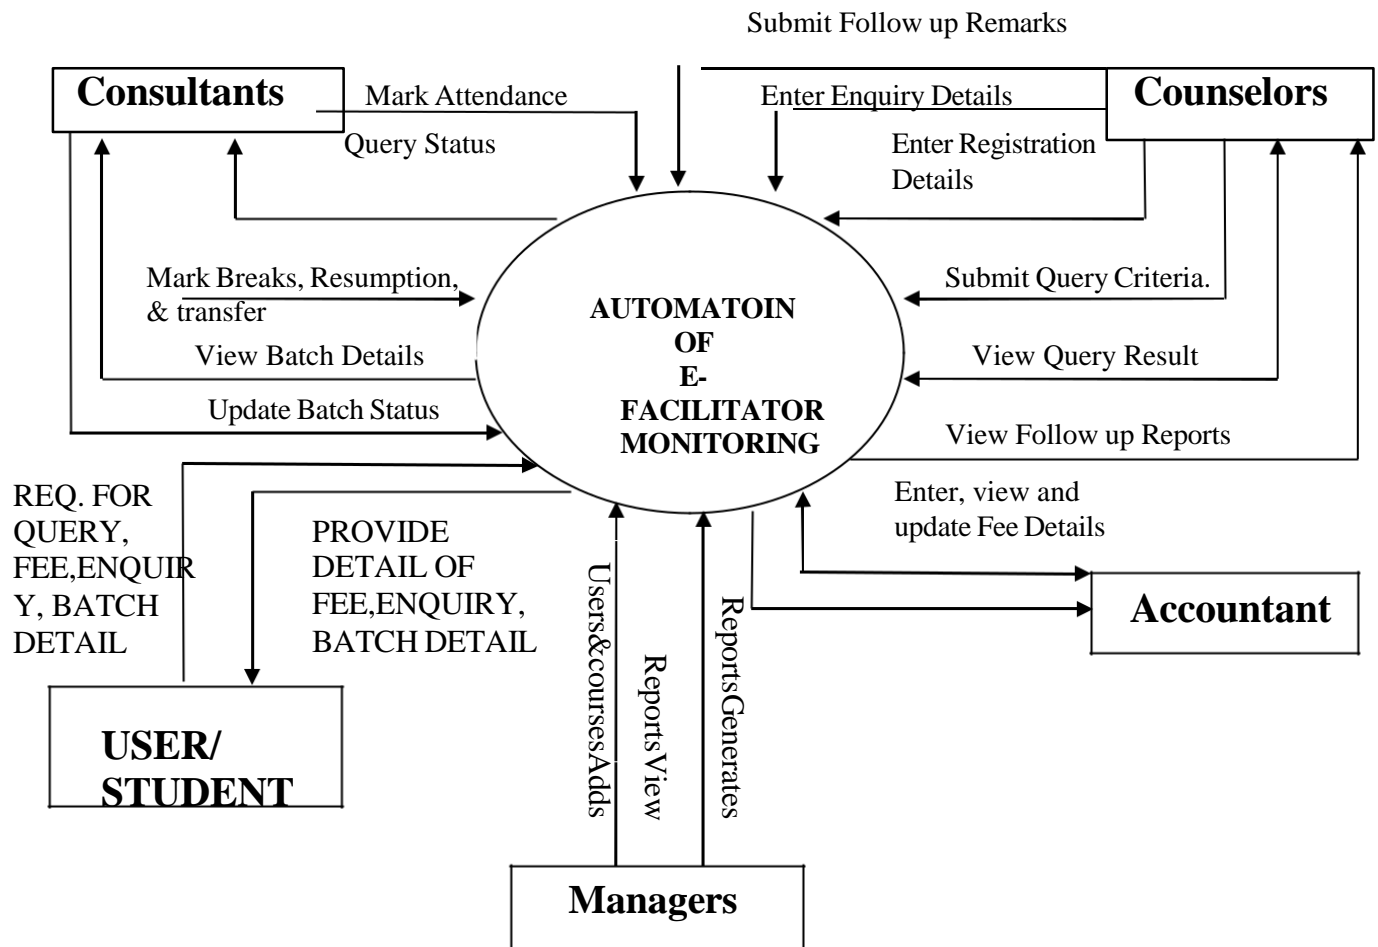 Submit Follow up Remarks
Consultants
Mark Attendance
Enter Enquiry Details
Counselors
Query Status
Enter Registration
Details
Mark Breaks, Resumption,
& transfer
Submit Query Criteria.
AUTOMATOIN
OF
E-
FACILITATOR
MONITORING
View Batch Details
View Query Result
Update Batch Status
View Follow up Reports
REQ. FOR
QUERY,
FEE,ENQUIR
Y, BATCH
DETAIL
PROVIDE
DETAIL OF
FEE,ENQUIRY,
BATCH DETAIL
Enter, view and
update Fee Details
Users&coursesAdds
ReportsView
ReportsGenerates
Accountant
USER/
STUDENT
Managers